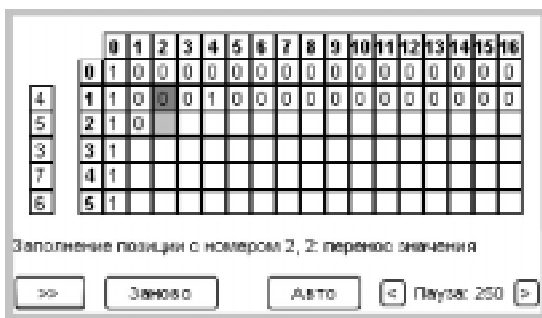 0 1 2 3 4 5 6 7 8 9 10 11 12 13 14 15 16
0 1 0 0 0 0 0 0 0 0 0 0 0 0 0 0 0 0
4 1 1 0 0 0 1 0 0 0 0 0 0 0 0 0 0 0 0
5 2 1 0
3 3 1
7 4 1
6 5 1
Заполнение позиции с номером 2, 2: перенос значения
>> Заново Авто < Пауза: 250 >